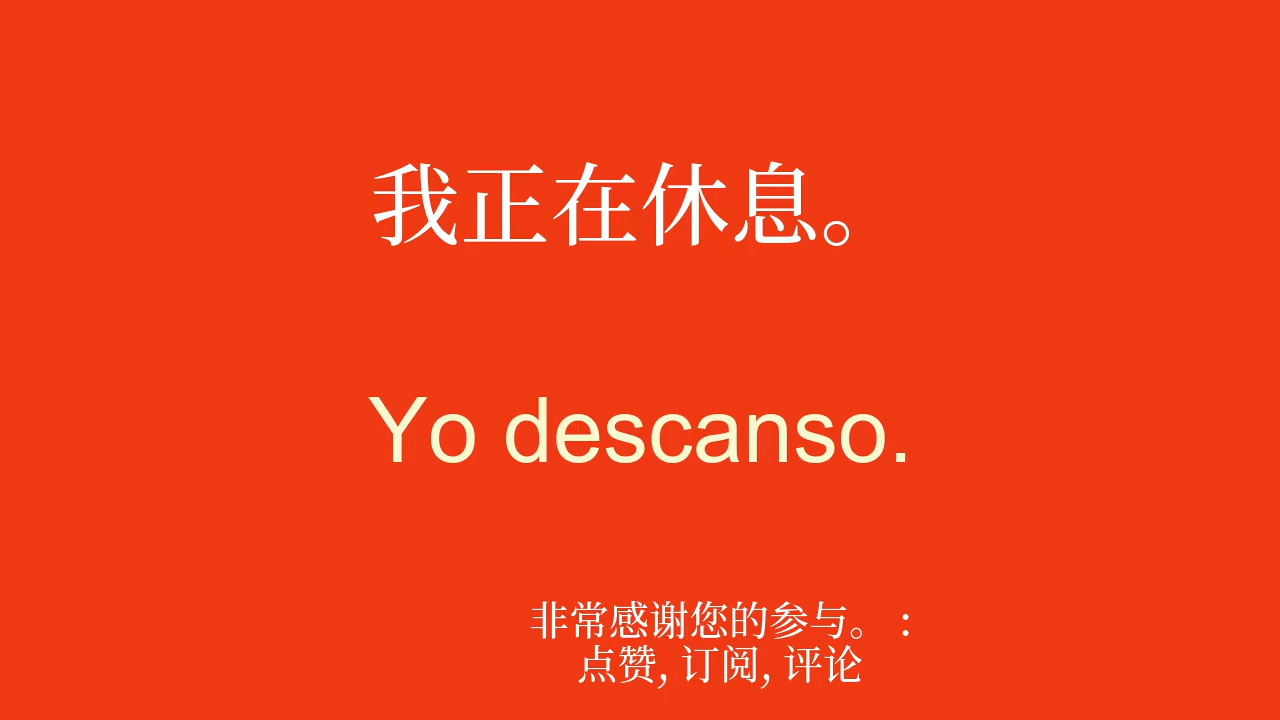 我正在休息。
Yo descanso.
非常感谢您的参与。 :
点赞, 订阅, 评论